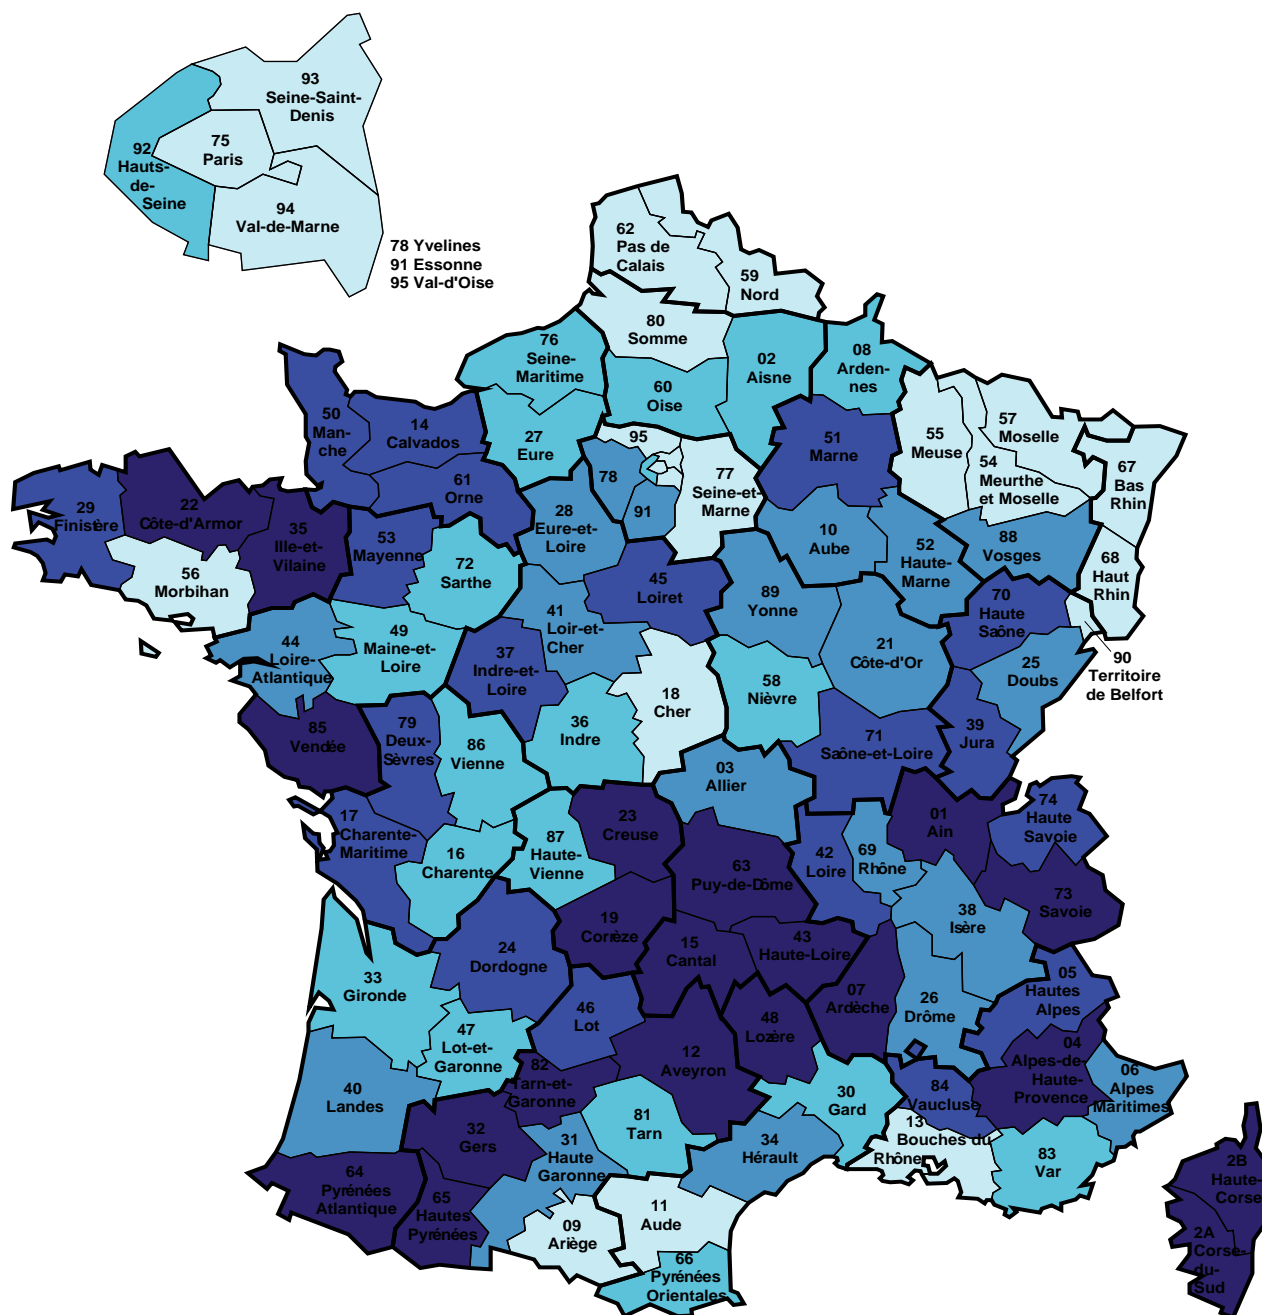 93
Seine-Saint-
Denis
75
Paris
92
Hauts-
de-
Seine
94
Val-de-Marne
78 Yvelines
91 Essonne
95 Val-d'Oise
62
Pas de
Calais
59
Nord
80
Somme
76
Seine-
Maritime
02
Aisne
08
Arden-
nes
60
Oise
50
Man-
che
14
Calvados
27
Eure
95
78
91
77
Seine-et-
Marne
51
Marne
55
Meuse
57
Moselle
54
Meurthe
et Moselle
67
Bas
Rhin
61
Orne
29
Finistère
22
Côte-d'Armor
35
Ille-et-
Vilaine
53
Mayenne
72
Sarthe
28
Eure-et-
Loire
10
Aube
52
Haute-
Marne
88
Vosges
68
Haut
Rhin
56
Morbihan
45
Loiret
89
Yonne
70
Haute
Saône
41
Loir-et-
Cher
44
Loire-
Atlantique
49
Maine-et-
Loire
37
Indre-et-
Loire
21
Côte-d'Or
25
Doubs
90
Territoire
de Belfort
18
Cher
58
Nièvre
85
Vendée
79
Deux-
Sèvres
86
Vienne
36
Indre
71
Saône-et-Loire
39
Jura
03
Allier
17
Charente-
Maritime
16
Charente
87
Haute-
Vienne
23
Creuse
63
Puy-de-Dôme
42
Loire
69
Rhône
01
Ain
74
Haute
Savoie
73
Savoie
19
Corrèze
38
Isère
24
Dordogne
15
Cantal
43
Haute-Loire
33
Gironde
07
Ardèche
26
Drôme
05
Hautes
Alpes
46
Lot
48
Lozère
47
Lot-et-
Garonne
12
Aveyron
04
Alpes-de-
Haute-
Provence
06
Alpes
Maritimes
40
Landes
82
Tarn-et-
Garonne
30
Gard
84
Vaucluse
81
Tarn
32
Gers
31
Haute
Garonne
34
Hérault
13
Bouches du
Rhône
83
Var
64
Pyrénées
Atlantique
65
Hautes
Pyrénées
09
Ariège
11
Aude
66
Pyrénées
Orientales
2B
Haute-
Corse
2A
Corse-
du-
Sud